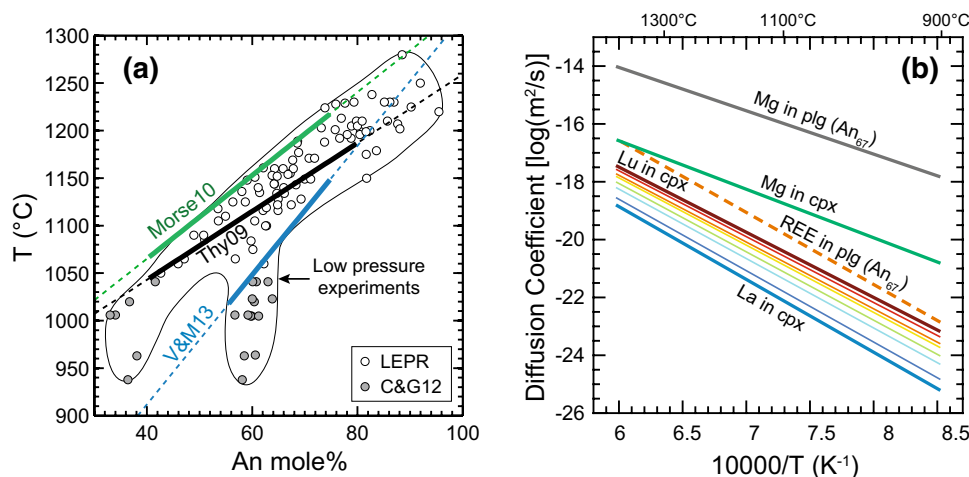 (a)
1300
1250
1200
1150
1100
1050
1000
950
900
T (°C)
40
60
80
100
An mole%
Morse10
Thy09
V&M13
Low pressure
experiments
LEPR
C&G12
(b)
1300°C
1100°C
900°C
-14
-16
-18
-20
-22
-24
-26
Diffusion Coefficient [log(m²/s)]
Mg in plg (An₆₇)
Mg in cpx
Lu in cpx
REE in plg (An₆₇)
La in cpx
6
6.5
7
7.5
8
8.5
10000/T (K⁻¹)